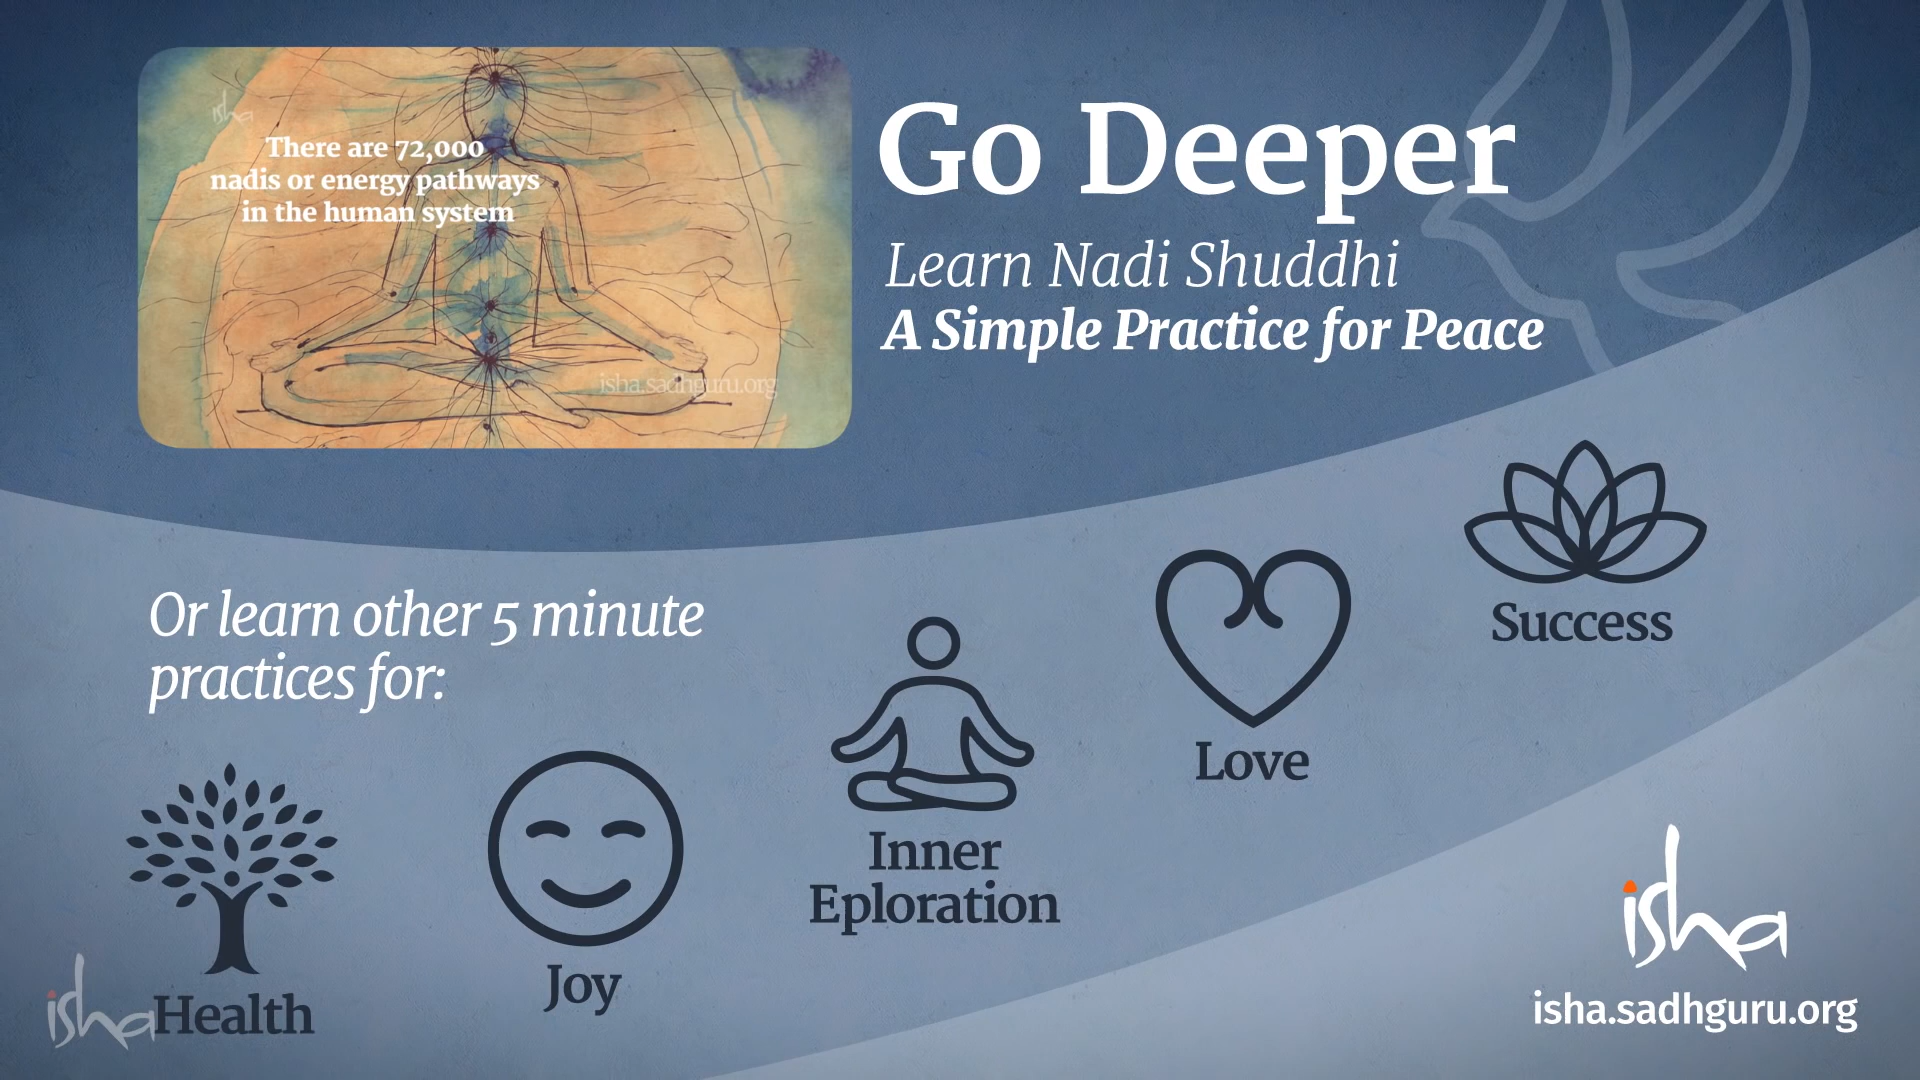 isha
There are 72,000
nadis or energy pathways
in the human system
isha.sadhguru.org
Go Deeper
Learn Nadi Shuddhi
A Simple Practice for Peace
Or learn other 5 minute
practices for:
Success
Love
Inner
Eploration
Joy
isha
Health
isha
isha.sadhguru.org